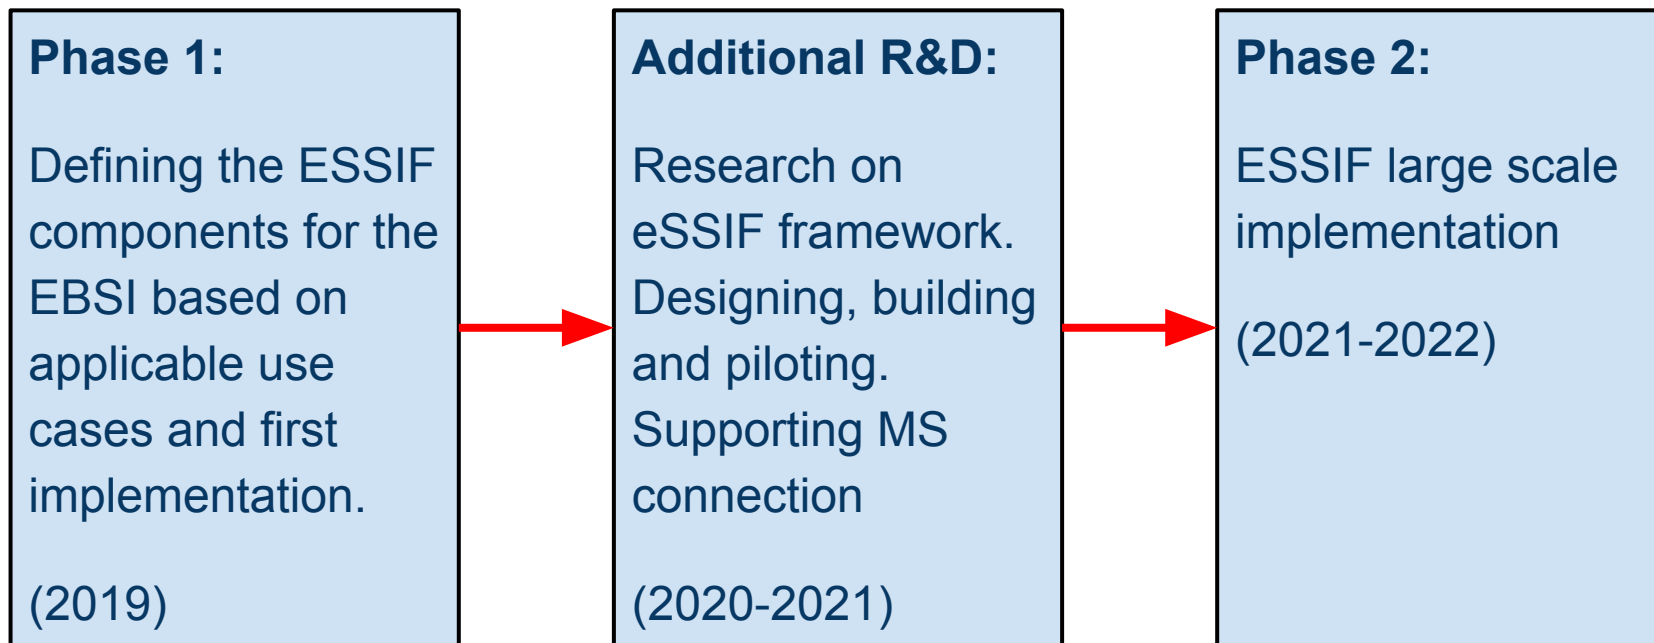 Phase 1:
Defining the ESSIF
components for the
EBSI based on
applicable use
cases and first
implementation.
(2019)
Additional R&D:
Research on
eSSIF framework.
Designing, building
and piloting.
Supporting MS
connection
(2020-2021)
Phase 2:
ESSIF large scale
implementation
(2021-2022)